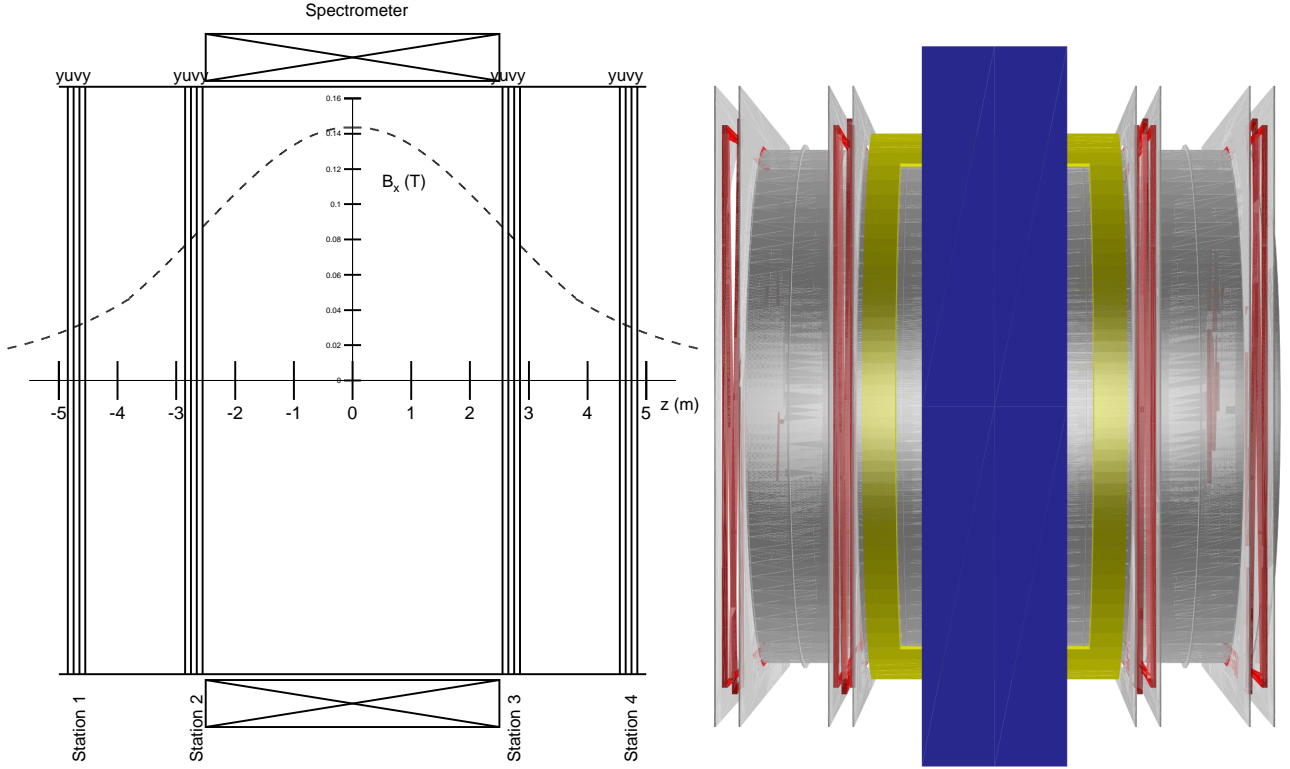 Spectrometer
yuvy yuvy yuvy yuvy
0.16
0.14
0.12
B_x (T)
0.1
0.08
0.06
0.04
0.02
0
-5 -4 -3 -2 -1 0 1 2 3 4 5 z (m)
Station 1
Station 2
Station 3
Station 4